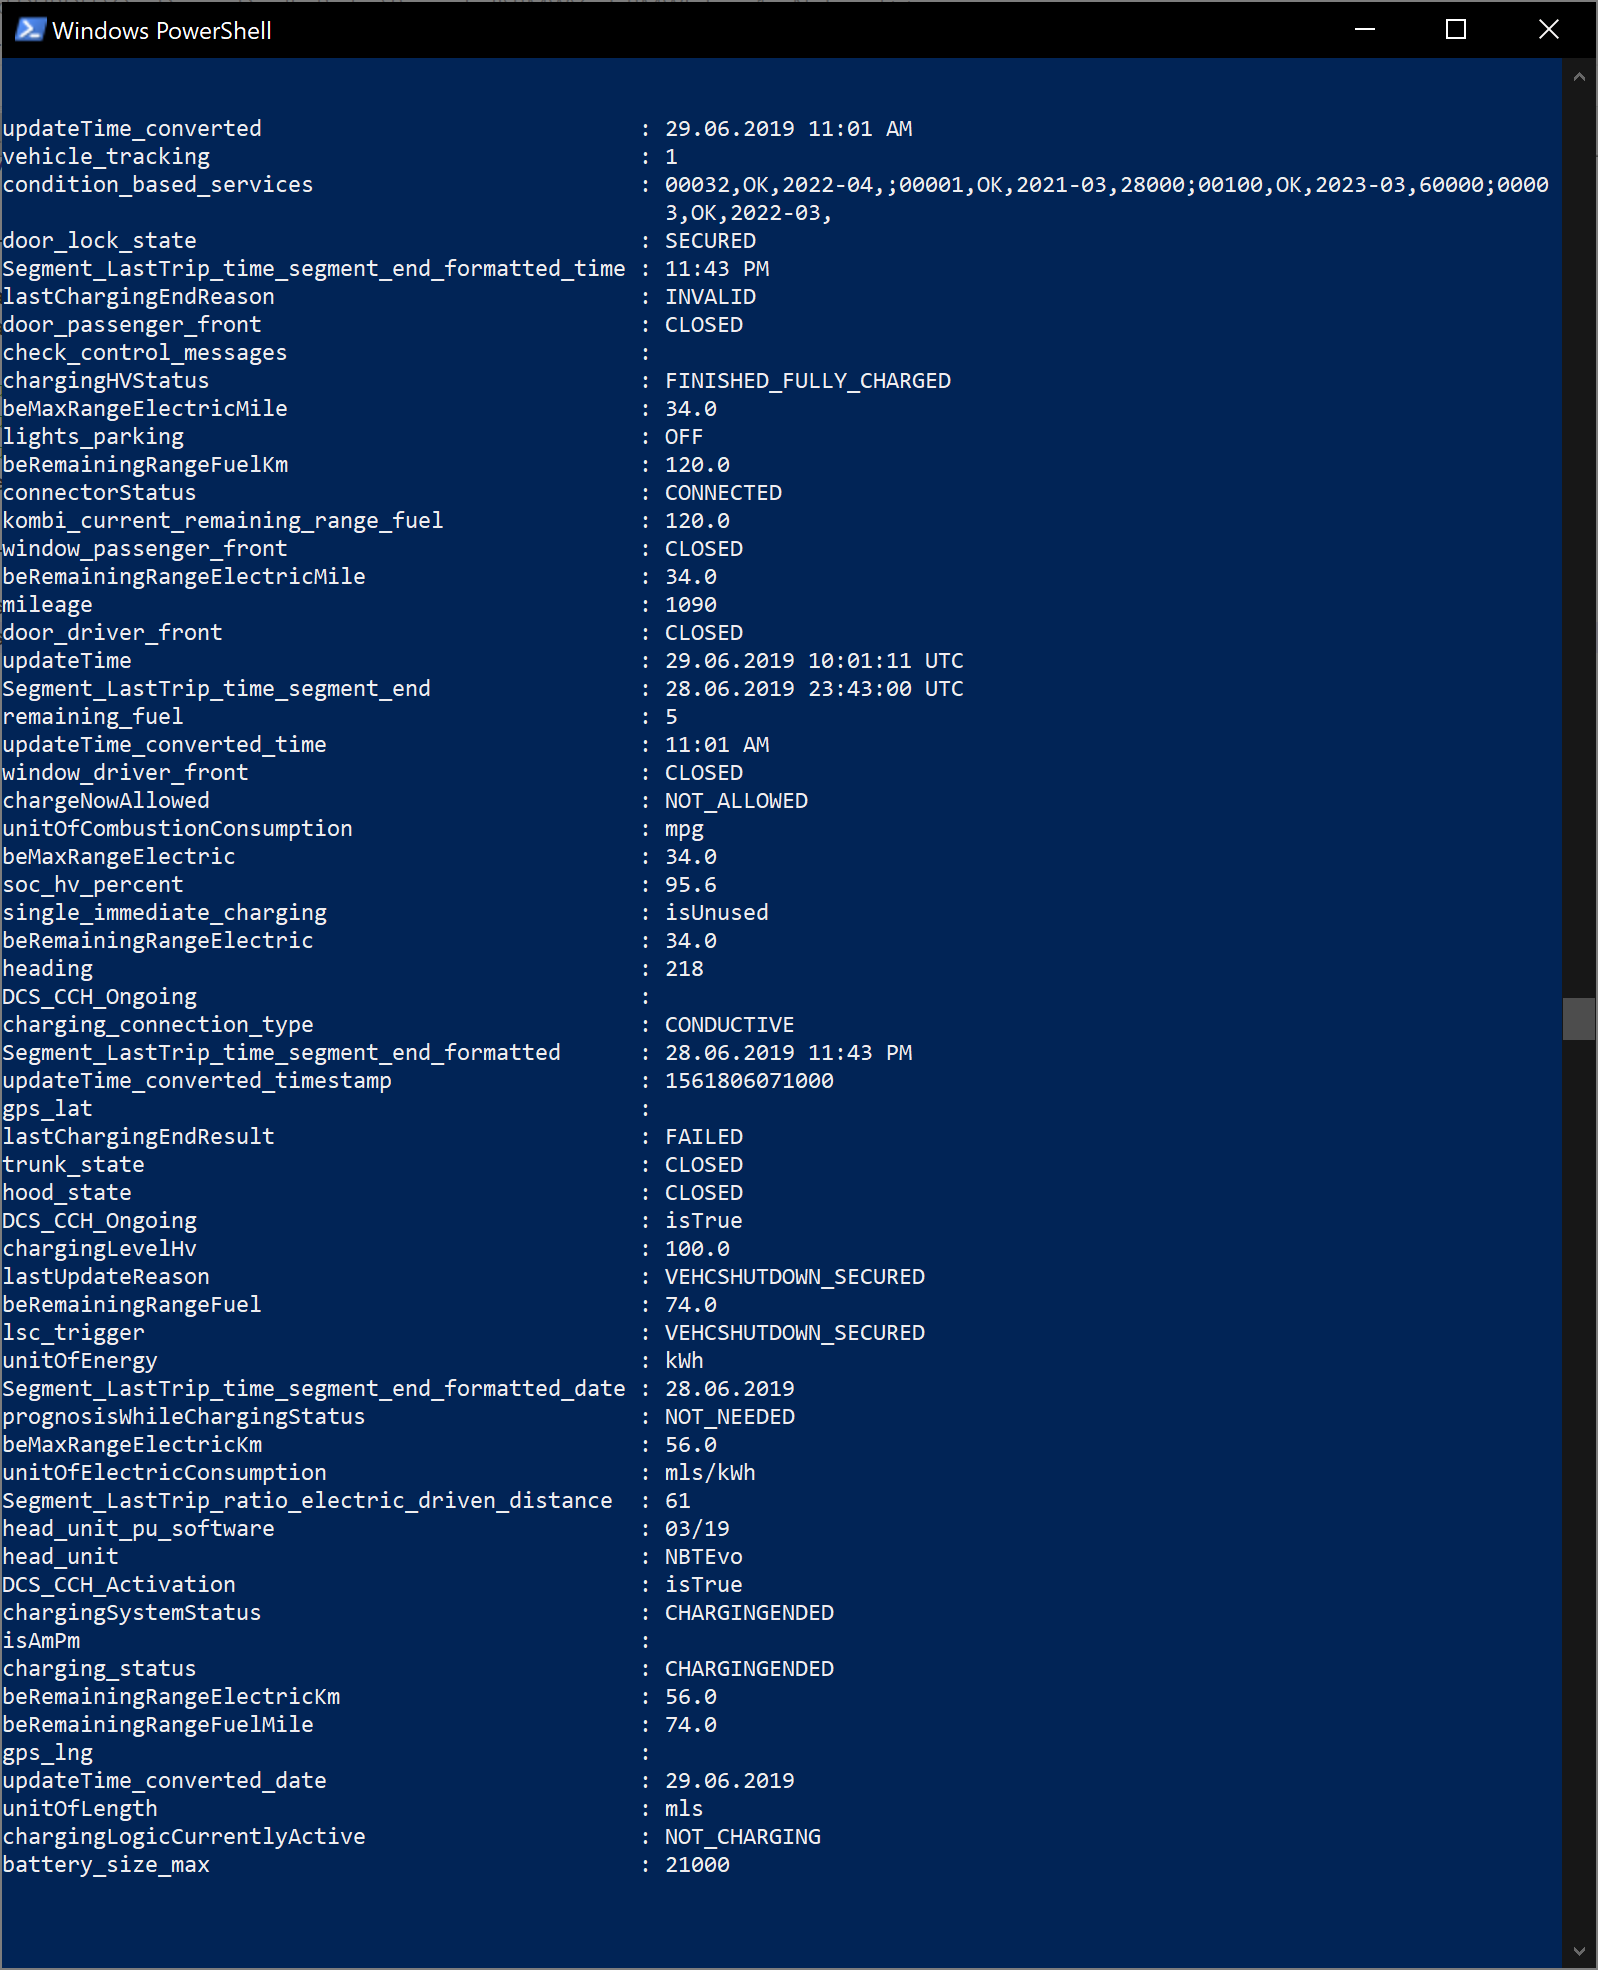 Windows PowerShell
updateTime_converted : 29.06.2019 11:01 AM
vehicle_tracking : 1
condition_based_services : 00032,OK,2022-04,;00001,OK,2021-03,28000;00100,OK,2023-03,60000;0000
3,OK,2022-03,
door_lock_state : SECURED
Segment_LastTrip_time_segment_end_formatted_time : 11:43 PM
lastChargingEndReason : INVALID
door_passenger_front : CLOSED
check_control_messages :
chargingHVStatus : FINISHED_FULLY_CHARGED
beMaxRangeElectricMile : 34.0
lights_parking : OFF
beRemainingRangeFuelKm : 120.0
connectorStatus : CONNECTED
kombi_current_remaining_range_fuel : 120.0
window_passenger_front : CLOSED
beRemainingRangeElectricMile : 34.0
mileage : 1090
door_driver_front : CLOSED
updateTime : 29.06.2019 10:01:11 UTC
Segment_LastTrip_time_segment_end : 28.06.2019 23:43:00 UTC
remaining_fuel : 5
updateTime_converted_time : 11:01 AM
window_driver_front : CLOSED
chargeNowAllowed : NOT_ALLOWED
unitOfCombustionConsumption : mpg
beMaxRangeElectric : 34.0
soc_hv_percent : 95.6
single_immediate_charging : isUnused
beRemainingRangeElectric : 34.0
heading : 218
DCS_CCH_Ongoing :
charging_connection_type : CONDUCTIVE
Segment_LastTrip_time_segment_end_formatted : 28.06.2019 11:43 PM
updateTime_converted_timestamp : 1561806071000
gps_lat :
lastChargingEndResult : FAILED
trunk_state : CLOSED
hood_state : CLOSED
DCS_CCH_Ongoing : isTrue
chargingLevelHv : 100.0
lastUpdateReason : VEHCSHUTDOWN_SECURED
beRemainingRangeFuel : 74.0
lsc_trigger : VEHCSHUTDOWN_SECURED
unitOfEnergy : kWh
Segment_LastTrip_time_segment_end_formatted_date : 28.06.2019
prognosisWhileChargingStatus : NOT_NEEDED
beMaxRangeElectricKm : 56.0
unitOfElectricConsumption : mls/kWh
Segment_LastTrip_ratio_electric_driven_distance : 61
head_unit_pu_software : 03/19
head_unit : NBTEvo
DCS_CCH_Activation : isTrue
chargingSystemStatus : CHARGINGENDED
isAmPm :
charging_status : CHARGINGENDED
beRemainingRangeElectricKm : 56.0
beRemainingRangeFuelMile : 74.0
gps_lng :
updateTime_converted_date : 29.06.2019
unitOfLength : mls
chargingLogicCurrentlyActive : NOT_CHARGING
battery_size_max : 21000